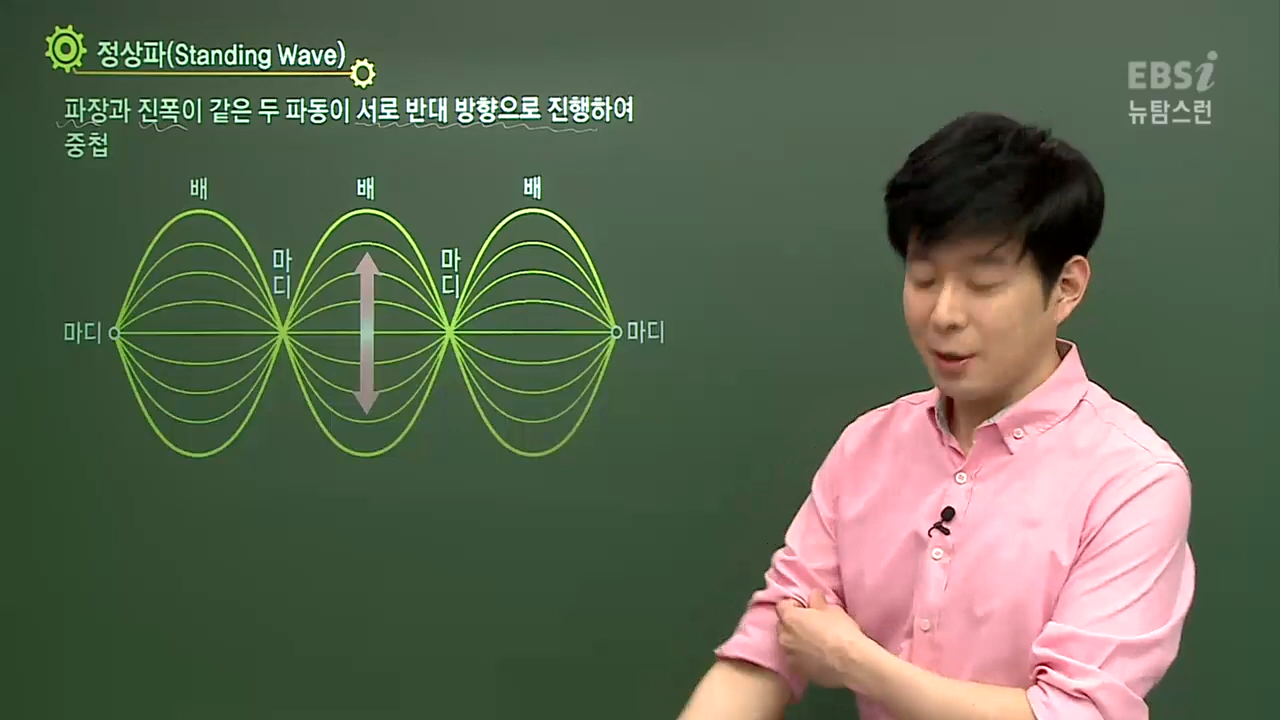 정상파(Standing Wave)
EBSi
뉴탐스런
파장과 진폭이 같은 두 파동이 서로 반대 방향으로 진행하여
중첩
배
배
배
마디
마디
마디
마디